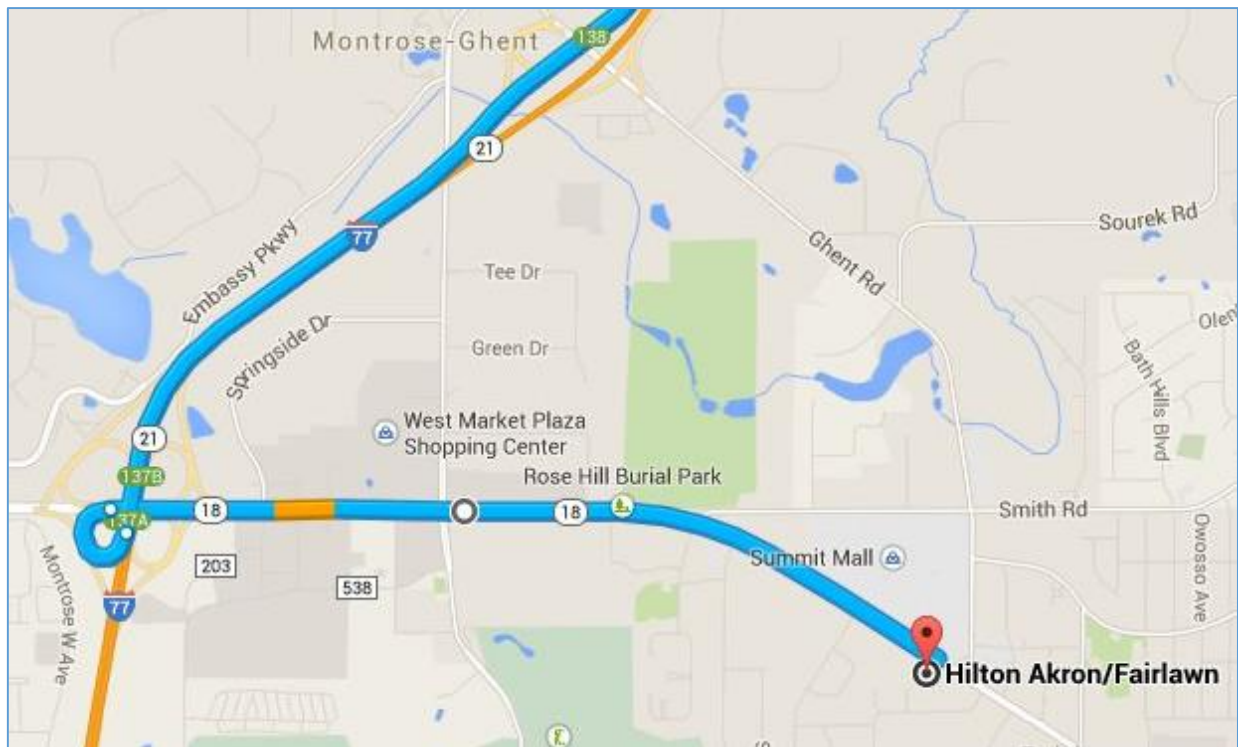 Montrose-Ghent
138
21
77
Embassy Pkwy
Tee Dr
Ghent Rd
Sourek Rd
Springside Dr
Green Dr
Bath Hills Blvd
West Market Plaza
Shopping Center
21
137B
Rose Hill Burial Park
18
18
137A
Smith Rd
Owosso Ave
Summit Mall
203
538
Montrose W Ave
77
Hilton Akron/Fairlawn